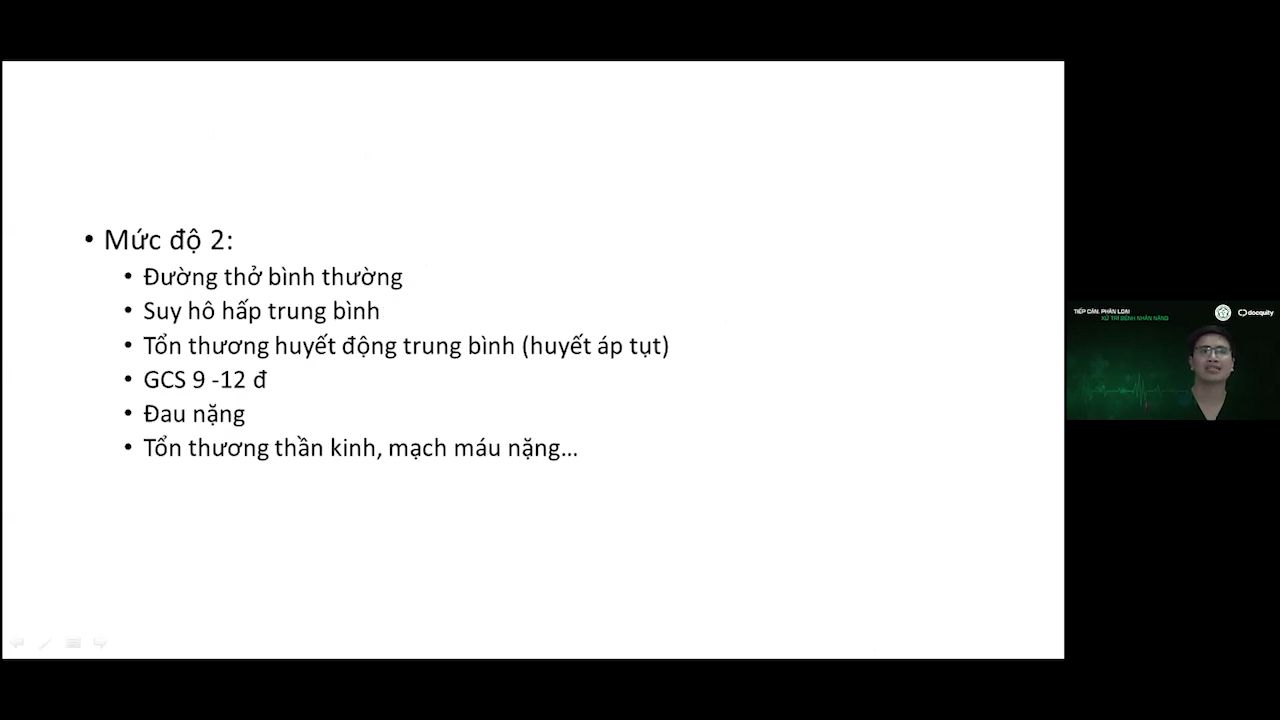 • Mức độ 2:
• Đường thở bình thường
• Suy hô hấp trung bình
• Tổn thương huyết động trung bình (huyết áp tụt)
• GCS 9 -12 đ
• Đau nặng
• Tổn thương thần kinh, mạch máu nặng...
TIẾP CẬN, PHÂN LOẠI
XỬ TRÍ BỆNH NHÂN NẶNG
docquity